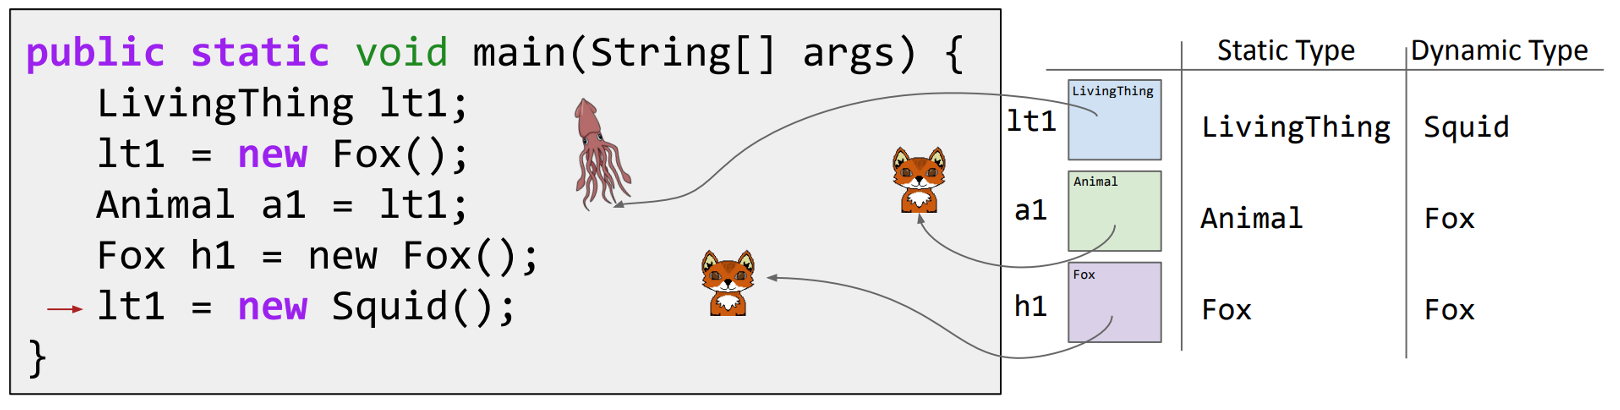 public static void main(String[] args) {
LivingThing lt1;
lt1 = new Fox();
Animal a1 = lt1;
Fox h1 = new Fox();
lt1 = new Squid();
}
Static Type Dynamic Type
lt1 LivingThing LivingThing Squid
a1 Animal Animal Fox
h1 Fox Fox Fox